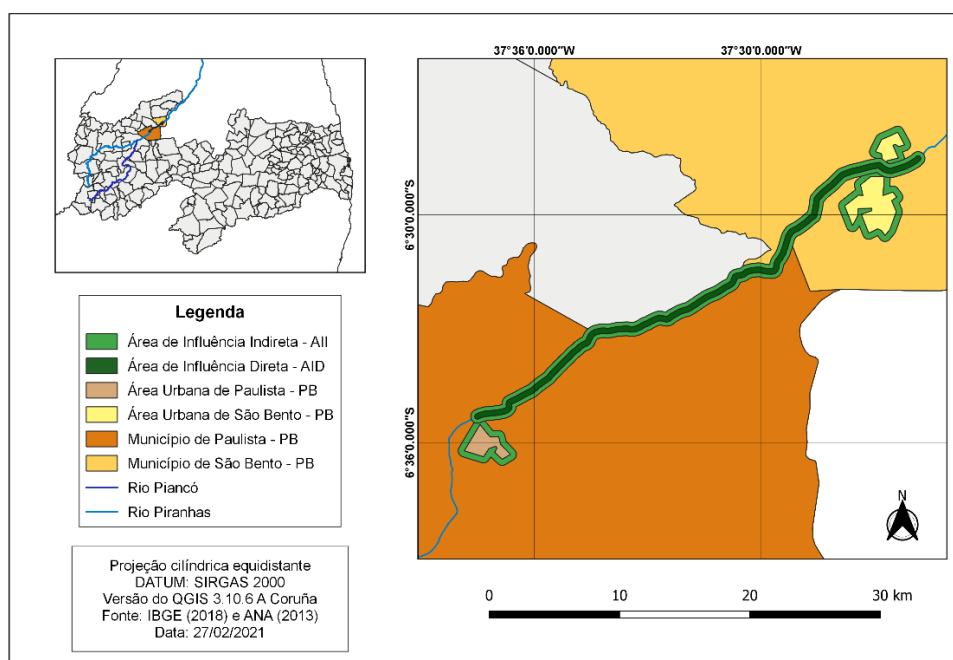 37°36'0.000"W
37°30'0.000"W
6°30'0.000"S
6°36'0.000"S
Legenda
Área de Influência Indireta - AII
Área de Influência Direta - AID
Área Urbana de Paulista - PB
Área Urbana de São Bento - PB
Município de Paulista - PB
Município de São Bento - PB
Rio Piancó
Rio Piranhas
Projeção cilíndrica equidistante
DATUM: SIRGAS 2000
Versão do QGIS 3.10.6 A Coruña
Fonte: IBGE (2018) e ANA (2013)
Data: 27/02/2021
N
0 10 20 30 km